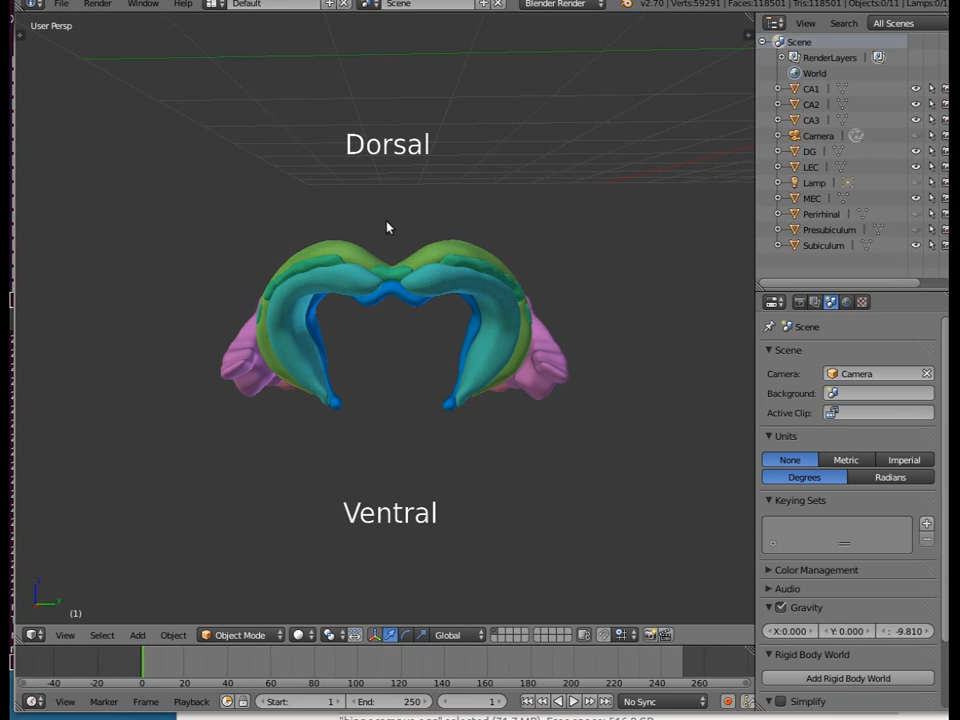 File Render Window Help Default Scene Blender Render v2.70 | Verts:59291 | Faces:118501 | Tris:118501 | Objects:0/11 | Lamps:0/1
User Persp
Dorsal
Ventral
(1)
z
y
View Select Add Object Object Mode Global
-40 -20 0 20 40 60 80 100 120 140 160 180 200 220 240 260
View Marker Frame Playback Start: 1 End: 250 1 No Sync
View Search All Scenes
Scene
RenderLayers |
World
CA1 |
CA2 |
CA3 |
Camera |
DG |
LEC |
Lamp |
MEC |
Perirhinal |
Presubiculum |
Subiculum |
Scene
Scene
Camera: Camera
Background:
Active Clip:
Units
None Metric Imperial
Degrees Radians
Keying Sets
Color Management
Audio
Gravity
X:0.000 Y: 0.000 : -9.810
Rigid Body World
Add Rigid Body World
Simplify